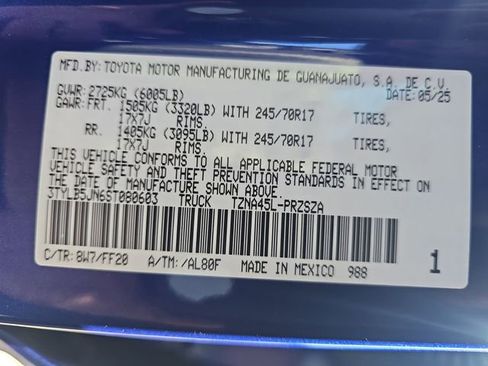 MFD.BY:TOYOTA MOTOR MANUFACTURING DE GUANAJUATO, S.A. DE C.V.
GVWR:2725KG (6005LB) DATE:05/25
GAWR:FRT. 1505KG (3320LB) WITH 245/70R17 TIRES,
17X7J RIMS,
RR. 1405KG (3095LB) WITH 245/70R17 TIRES,
17X7J RIMS.
THIS VEHICLE CONFORMS TO ALL APPLICABLE FEDERAL MOTOR
VEHICLE SAFETY AND THEFT PREVENTION STANDARDS IN EFFECT ON
THE DATE OF MANUFACTURE SHOWN ABOVE.
3TYLB5JN6ST080603 TRUCK TZNA45L-PRZSZA
C/TR:8W7/FF20 A/TM:/AL80F MADE IN MEXICO 988 1